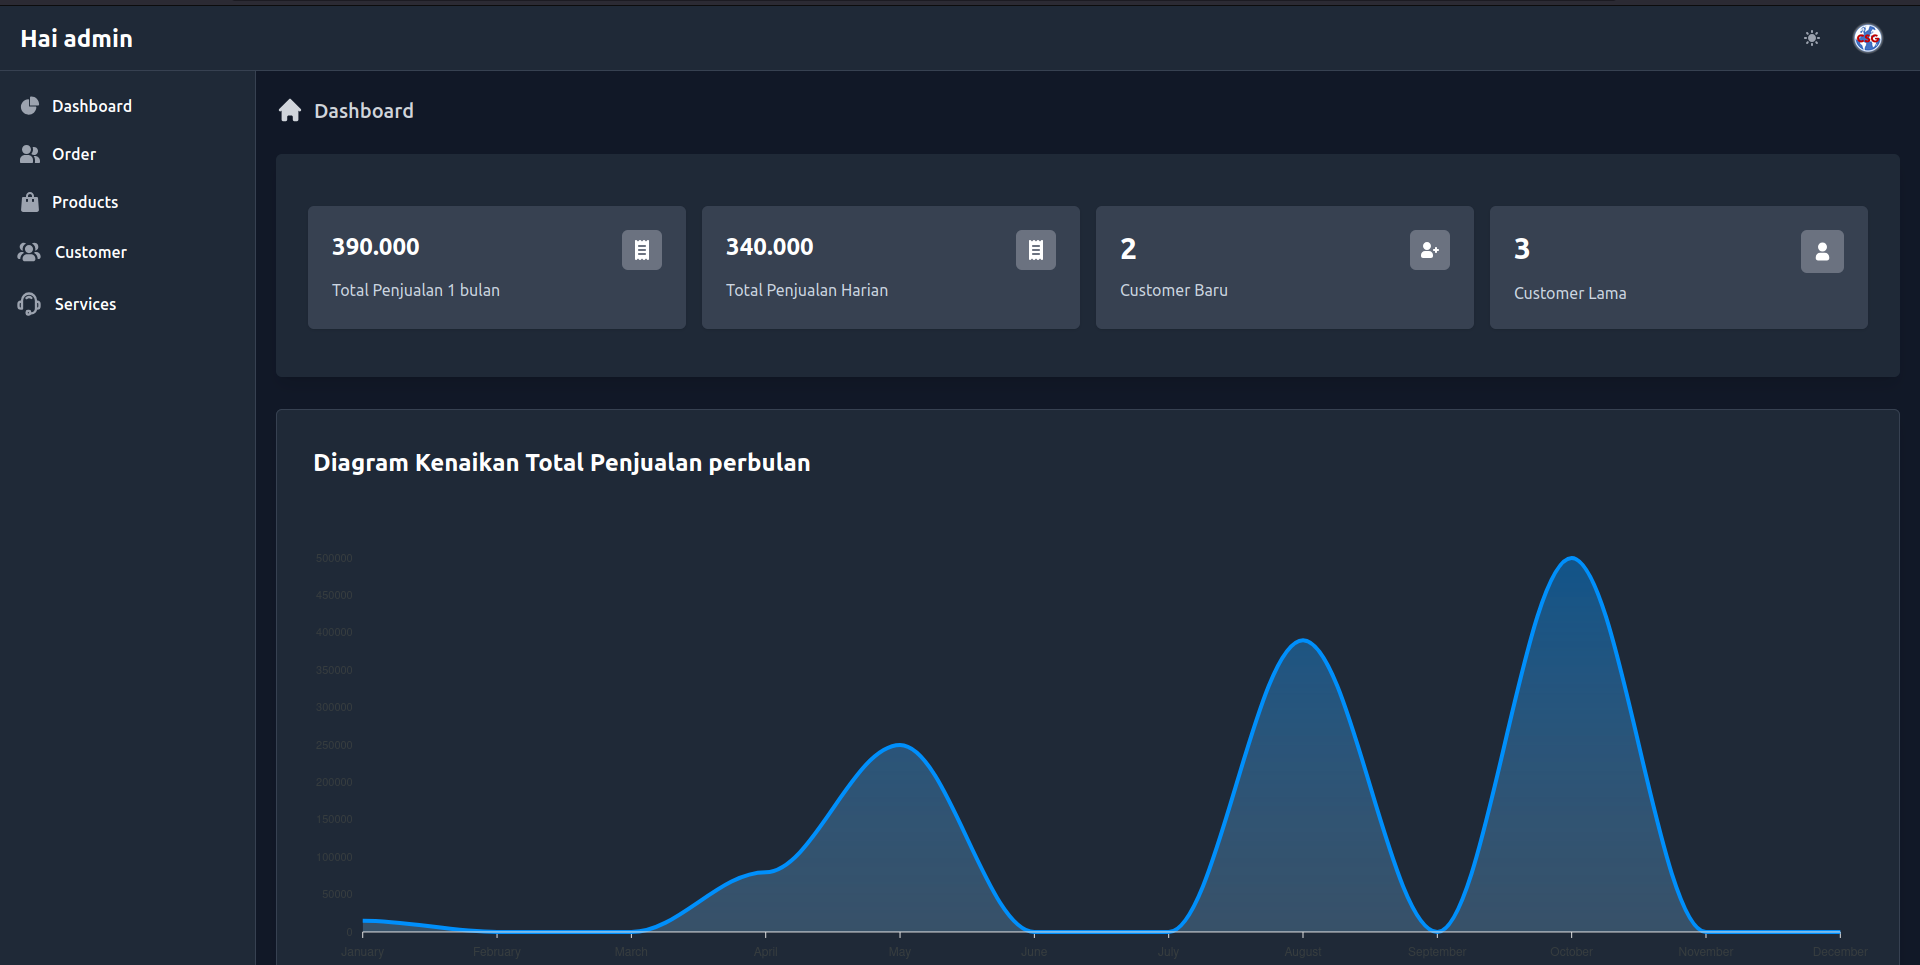 Hai admin
CSG
Dashboard
Order
Products
Customer
Services
Dashboard
390.000
Total Penjualan 1 bulan
340.000
Total Penjualan Harian
2
Customer Baru
3
Customer Lama
Diagram Kenaikan Total Penjualan perbulan
500000
450000
400000
350000
300000
250000
200000
150000
100000
50000
0
January February March April May June July August September October November December